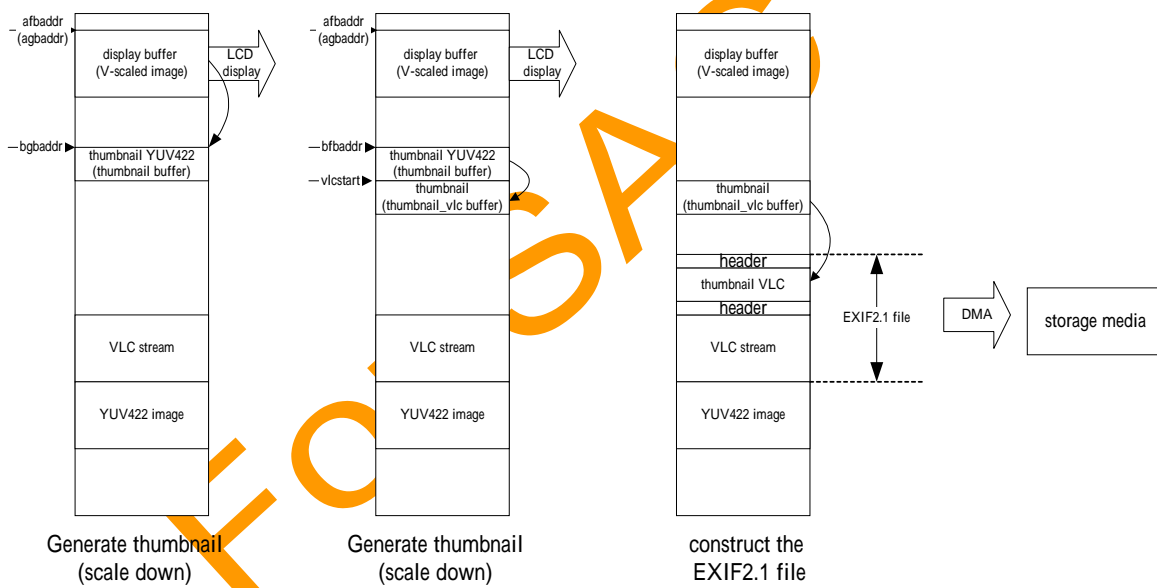 afbaddr
(agbaddr)
display buffer
(V-scaled image)
LCD
display
bgbaddr
thumbnail YUV422
(thumbnail buffer)
VLC stream
YUV422 image
Generate thumbnail
(scale down)
afbaddr
(agbaddr)
display buffer
(V-scaled image)
LCD
display
bfbaddr
thumbnail YUV422
(thumbnail buffer)
vlcstart
thumbnail
(thumbnail_vlc buffer)
VLC stream
YUV422 image
Generate thumbnail
(scale down)
display buffer
(V-scaled image)
thumbnail
(thumbnail_vlc buffer)
header
thumbnail VLC
header
VLC stream
YUV422 image
EXIF2.1 file
DMA
storage media
construct the
EXIF2.1 file
For SA